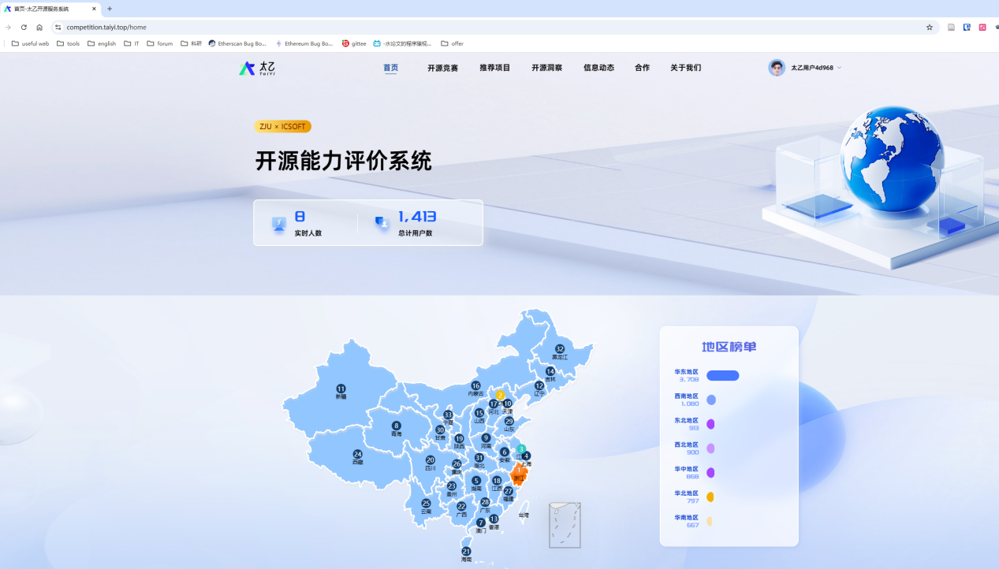 首页-太乙开源服务系统
competition.taiyi.top/home
useful web
tools
english
IT
forum
科研
Etherscan Bug Bo...
Ethereum Bug Bo...
gittee
-水论文的程序猿视...
offer
太乙
TAIYI
首页
开源竞赛
推荐项目
开源洞察
信息动态
合作
关于我们
太乙用户4d968
ZJU × ICSOFT
开源能力评价系统
8
实时人数
1,413
总计用户数
32
黑龙江
14
吉林
12
辽宁
11
新疆
16
内蒙古
2
17
河北
10
天津
33
宁夏
15
山西
29
山东
8
青海
30
甘肃
19
陕西
9
河南
24
西藏
20
四川
26
重庆
31
湖北
6
安徽
3
4
上海
1
浙江
23
贵州
5
湖南
18
江西
27
福建
25
云南
22
广西
28
广东
台湾
7
澳门
13
香港
21
海南
地区榜单
华东地区
3,708
西南地区
1,080
东北地区
913
西北地区
900
华中地区
868
华北地区
797
华南地区
667